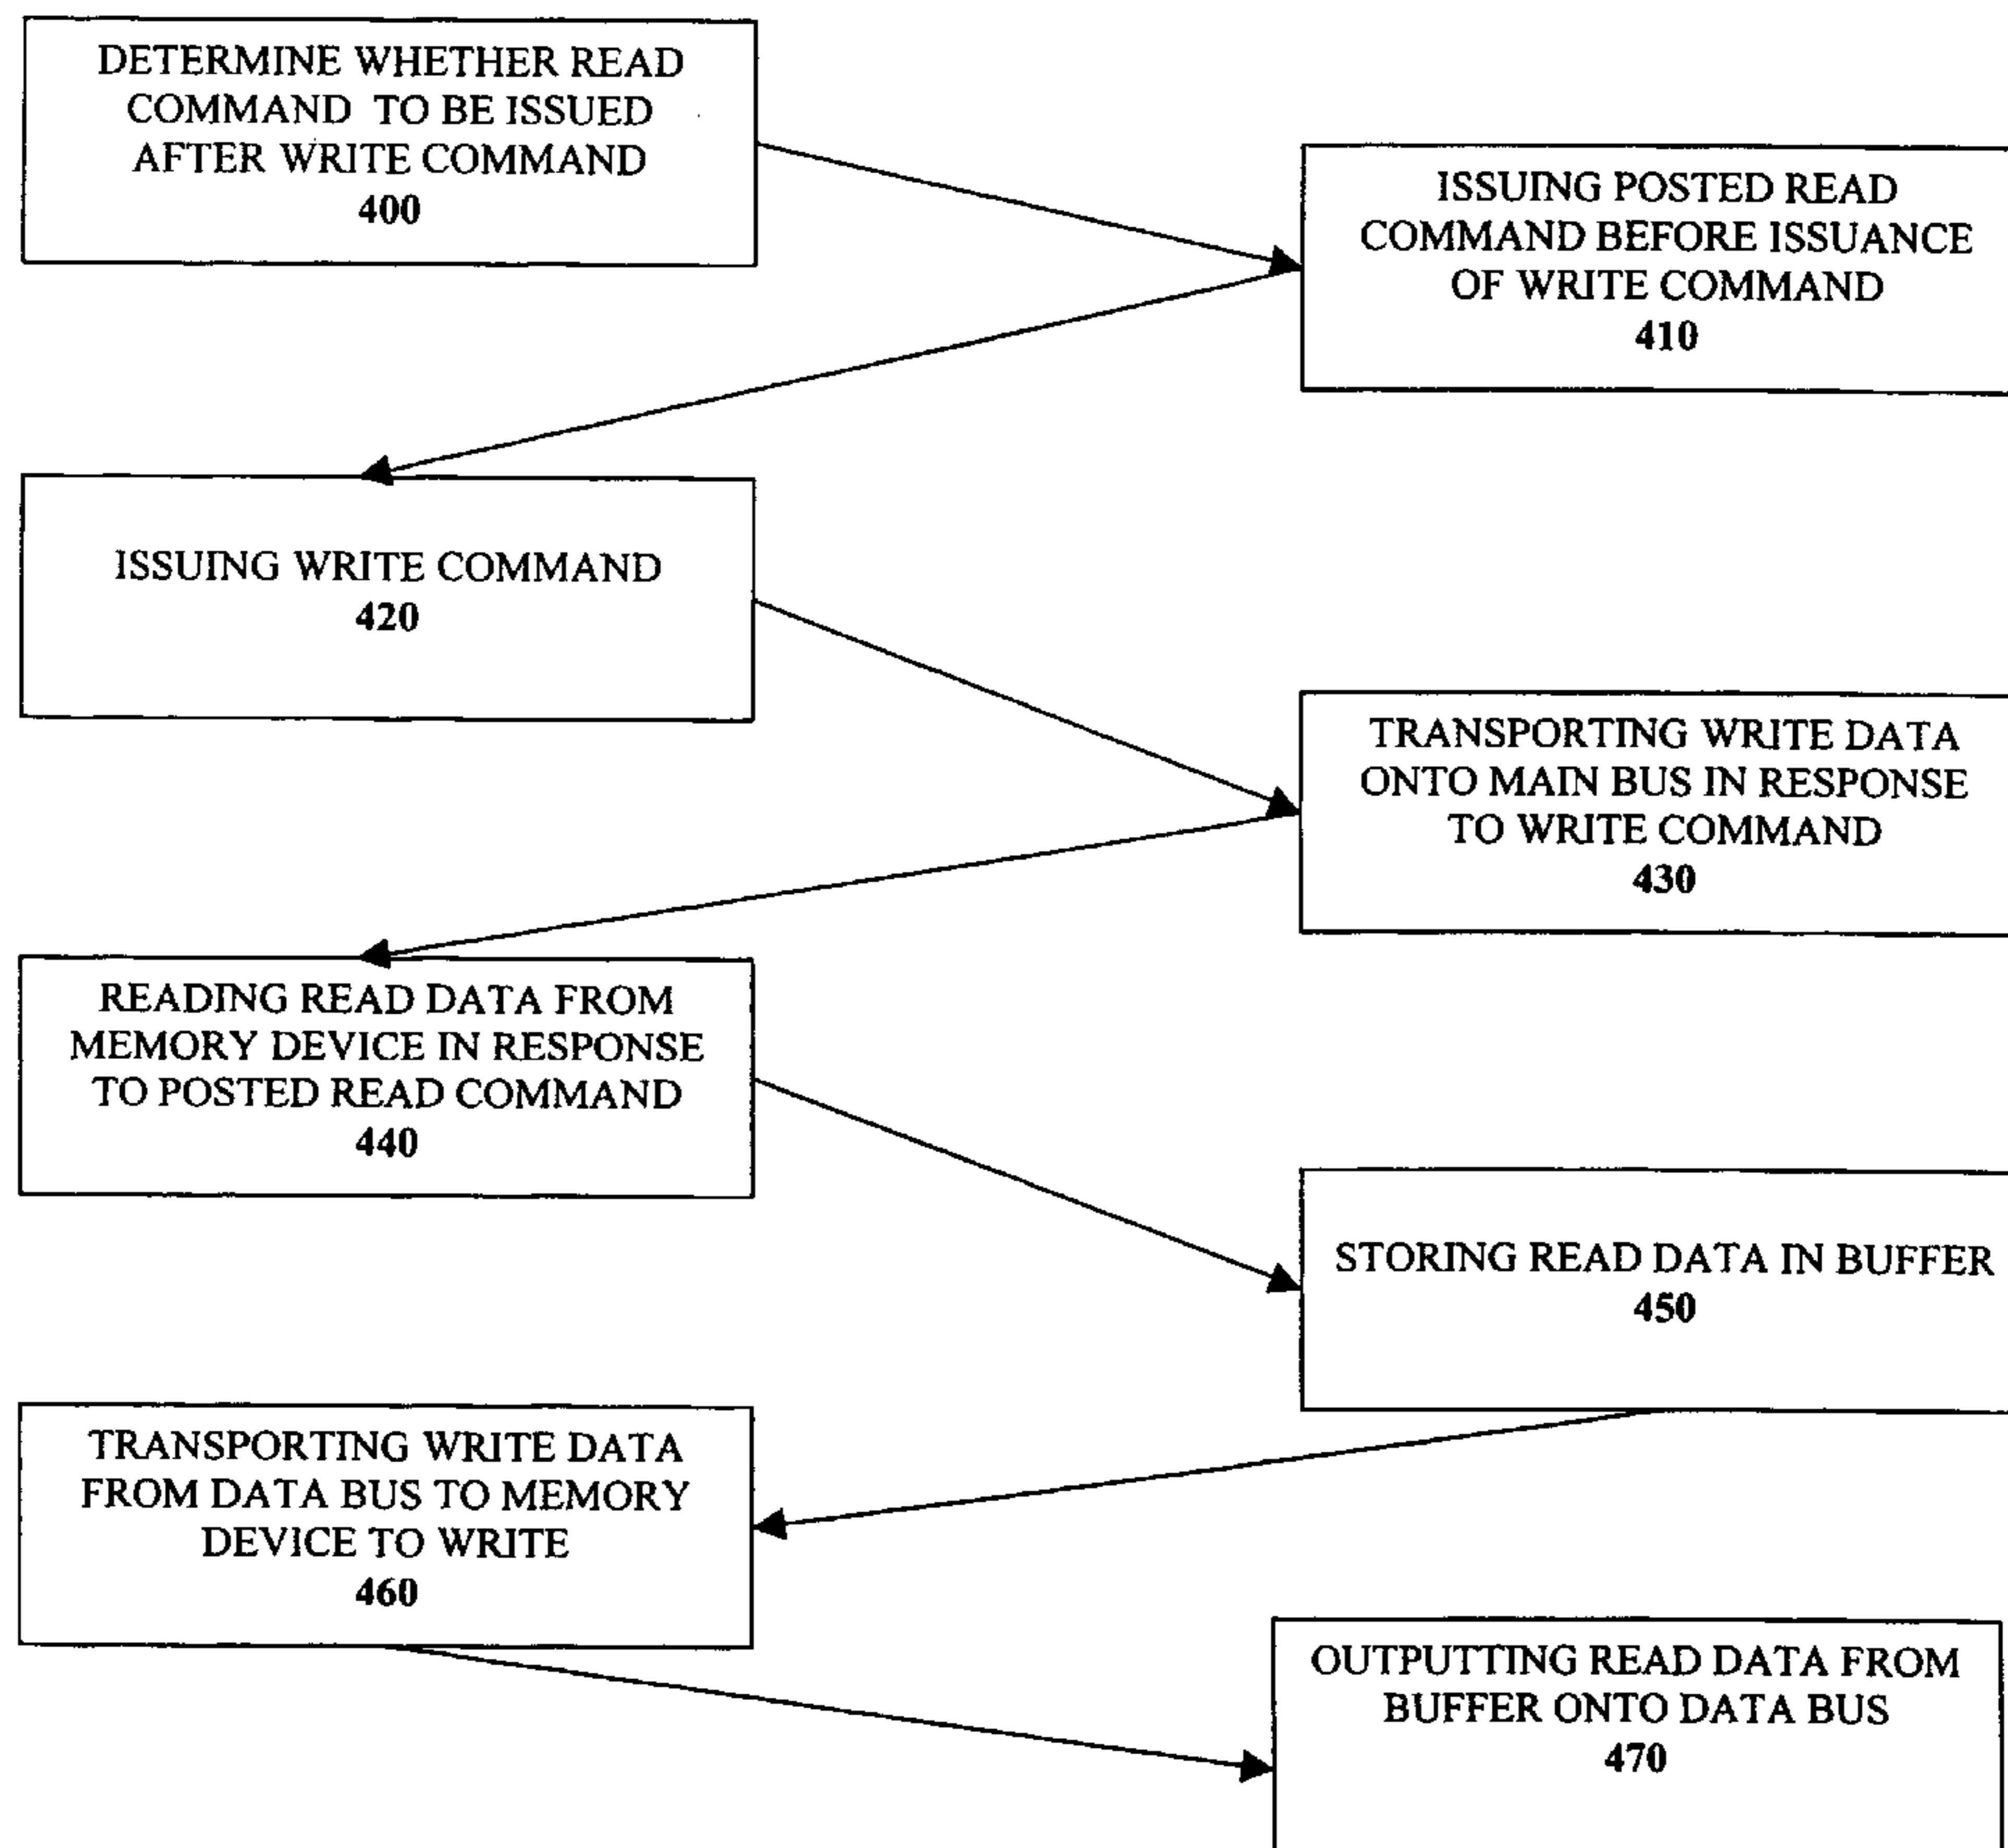 DETERMINE WHETHER READ
COMMAND TO BE ISSUED
AFTER WRITE COMMAND
400
ISSUING POSTED READ
COMMAND BEFORE ISSUANCE
OF WRITE COMMAND
410
ISSUING WRITE COMMAND
420
TRANSPORTING WRITE DATA
ONTO MAIN BUS IN RESPONSE
TO WRITE COMMAND
430
READING READ DATA FROM
MEMORY DEVICE IN RESPONSE
TO POSTED READ COMMAND
440
STORING READ DATA IN BUFFER
450
TRANSPORTING WRITE DATA
FROM DATA BUS TO MEMORY
DEVICE TO WRITE
460
OUTPUTTING READ DATA FROM
BUFFER ONTO DATA BUS
470